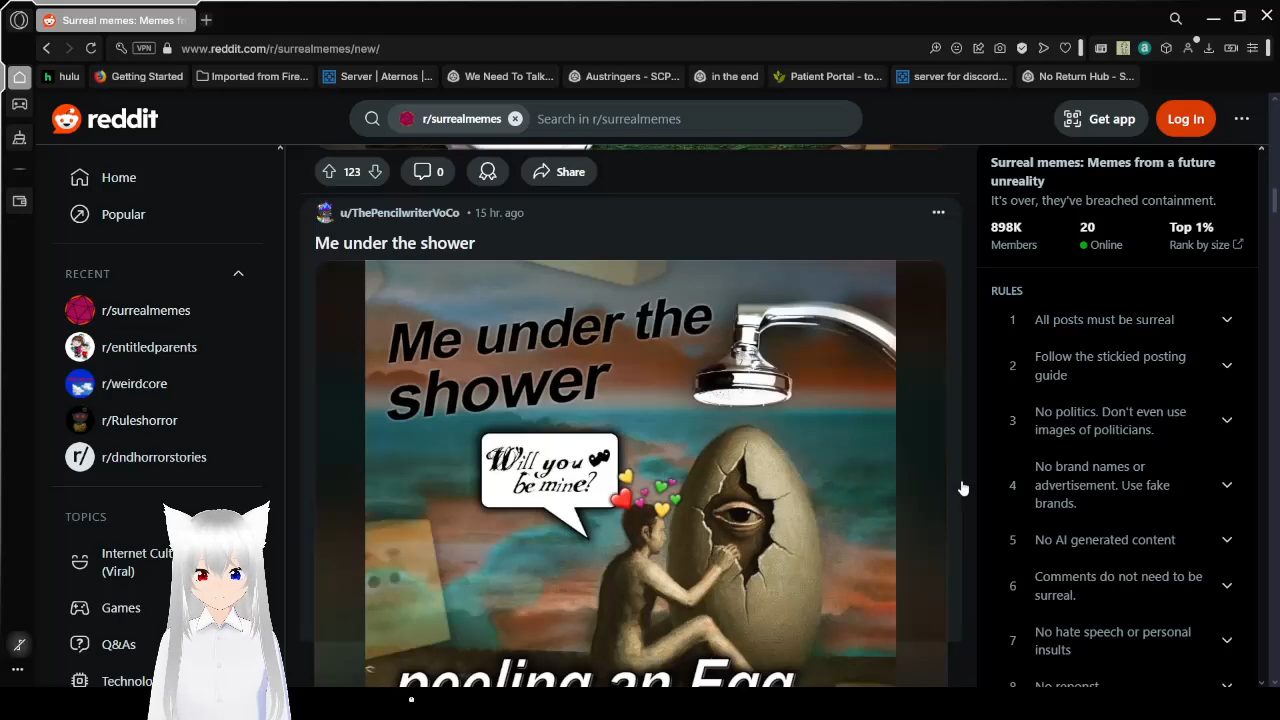 Surreal memes: Memes fr
VPN
www.reddit.com/r/surrealmemes/new/
hulu
Getting Started
Imported from Fire...
Server | Aternos |...
We Need To Talk...
Austringers - SCP...
in the end
Patient Portal - to...
server for discord...
No Return Hub - S...
reddit
r/surrealmemes
Search in r/surrealmemes
Get app
Log In
Home
Popular
RECENT
r/surrealmemes
r/entitledparents
r/weirdcore
r/Ruleshorror
r/ r/dndhorrorstories
TOPICS
Internet Cult
(Viral)
Games
Q&As
Technolo
123
0
Share
u/ThePencilwriterVoCo • 15 hr. ago
Me under the shower
Me under the
shower
Will you
be mine?
peeling an Egg
Surreal memes: Memes from a future
unreality
It's over, they've breached containment.
898K
Members
20
Online
Top 1%
Rank by size
RULES
1 All posts must be surreal
2 Follow the stickied posting
guide
3 No politics. Don't even use
images of politicians.
4 No brand names or
advertisement. Use fake
brands.
5 No AI generated content
6 Comments do not need to be
surreal.
7 No hate speech or personal
insults
8 No repost